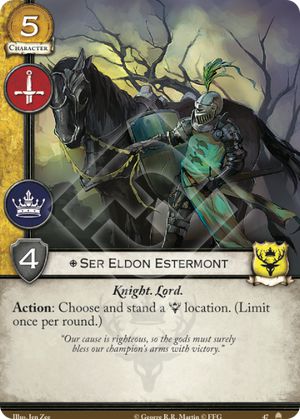 5
CHARACTER
4
SER ELDON ESTERMONT
Knight. Lord.
Action: Choose and stand a location. (Limit
once per round.)
"Our cause is righteous, so the gods must surely
bless our champion's arms with victory."
Illus. Jen Zee © George R.R. Martin © FFG 47